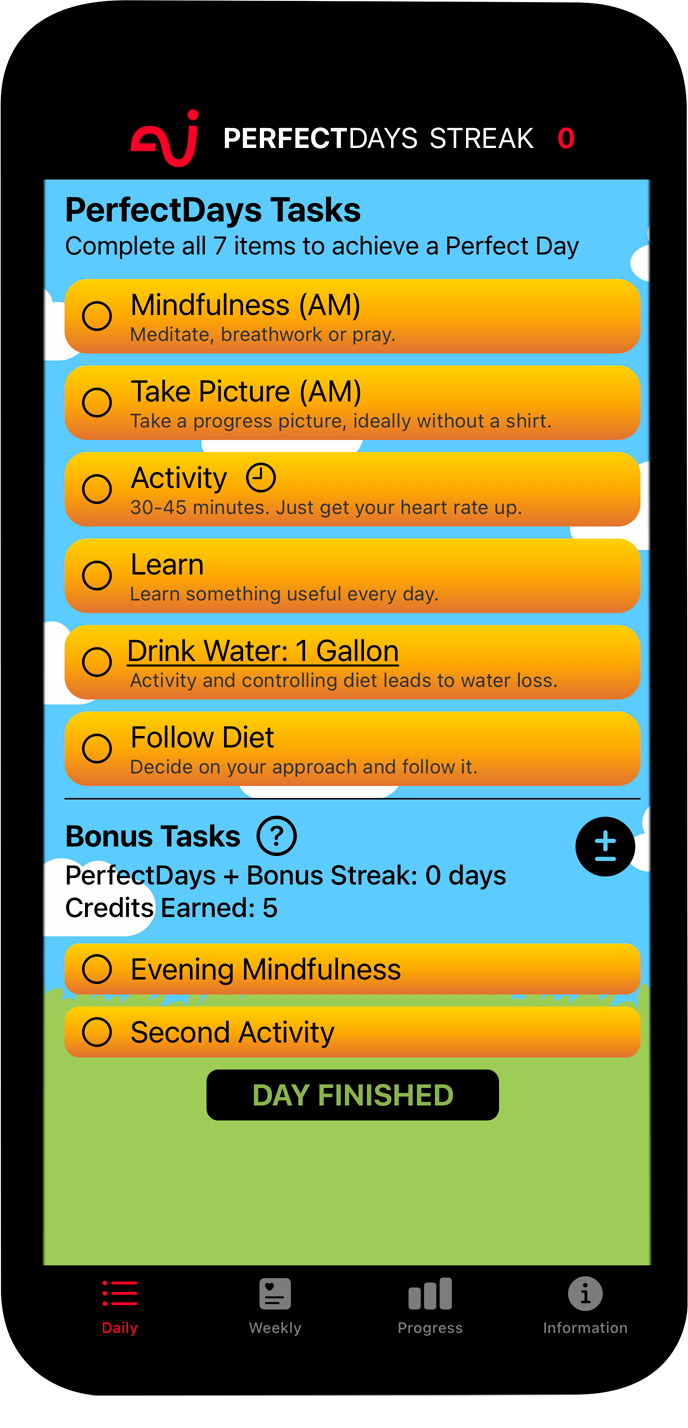 PERFECTDAYS STREAK 0
PerfectDays Tasks
Complete all 7 items to achieve a Perfect Day
Mindfulness (AM)
Meditate, breathwork or pray.
Take Picture (AM)
Take a progress picture, ideally without a shirt.
Activity
30-45 minutes. Just get your heart rate up.
Learn
Learn something useful every day.
Drink Water: 1 Gallon
Activity and controlling diet leads to water loss.
Follow Diet
Decide on your approach and follow it.
Bonus Tasks ?
±
PerfectDays + Bonus Streak: 0 days
Credits Earned: 5
Evening Mindfulness
Second Activity
DAY FINISHED
Daily Weekly Progress Information